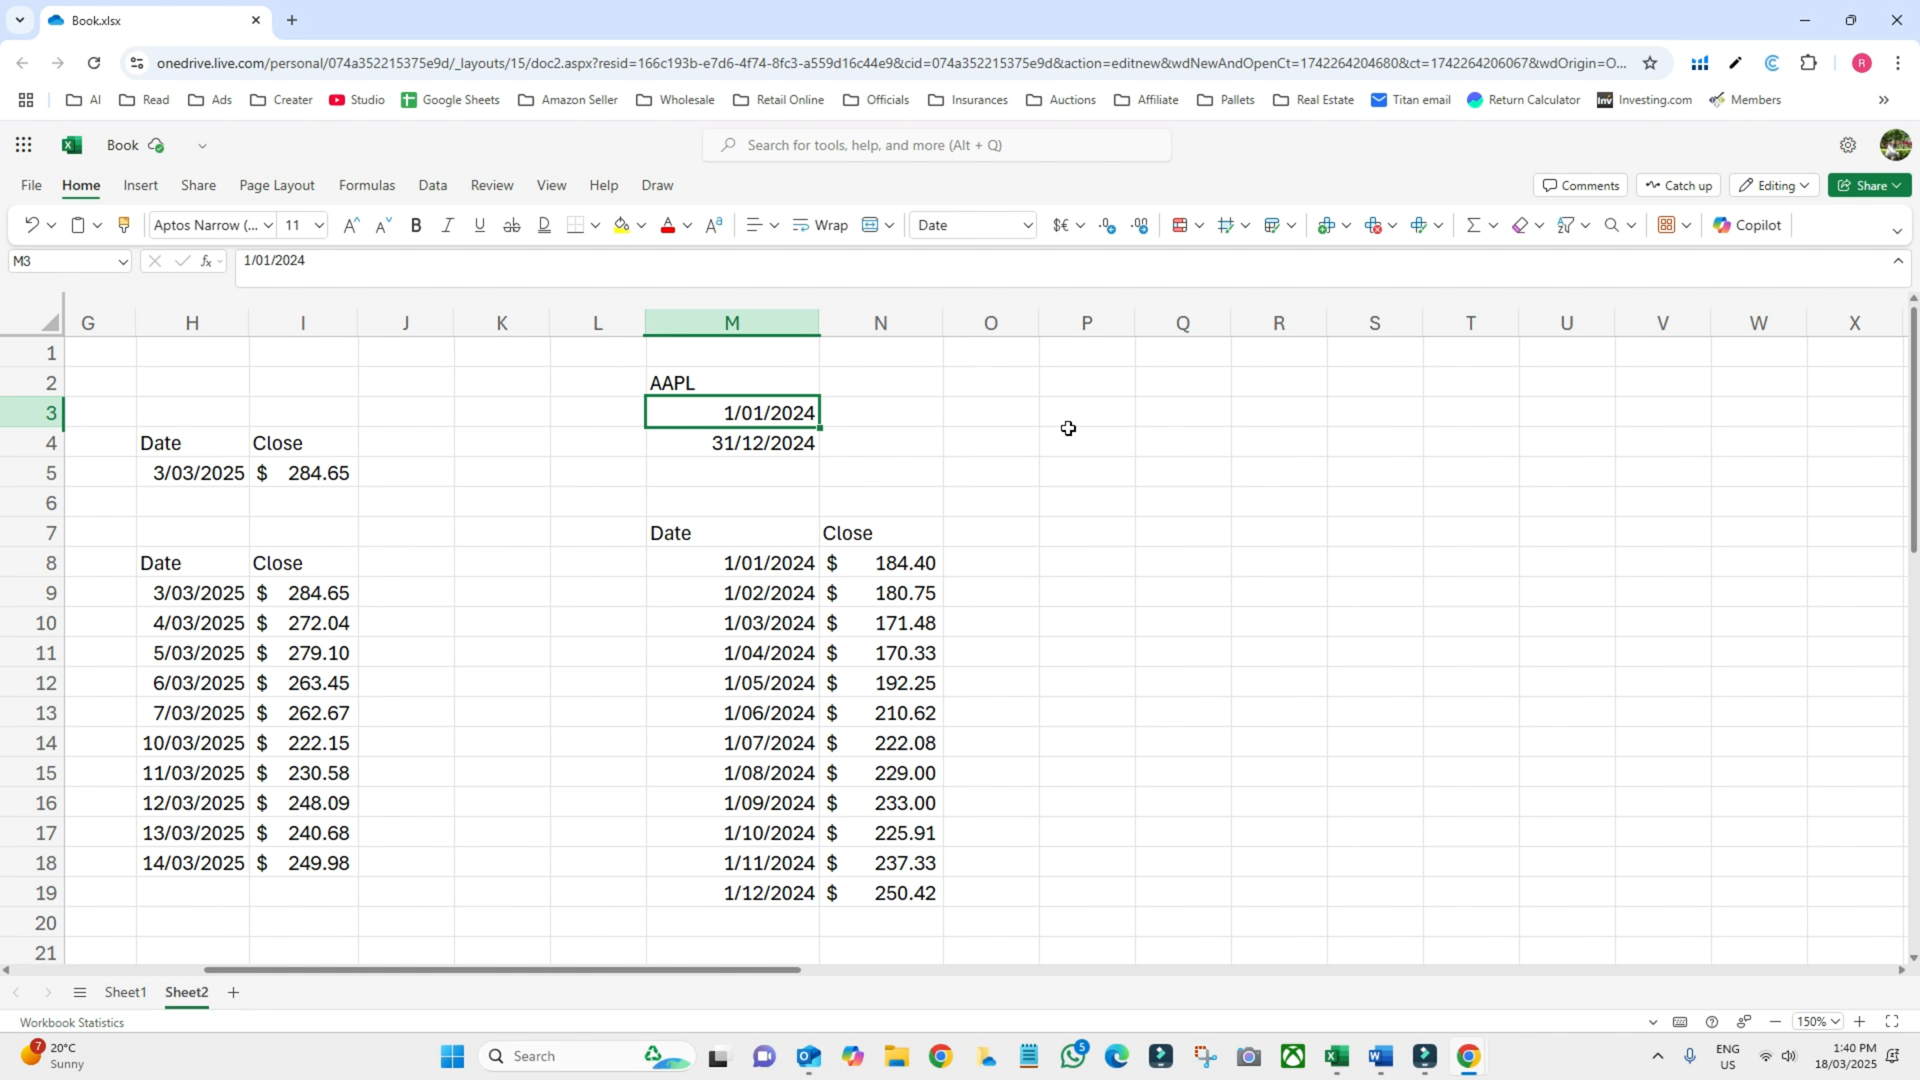 Book.xlsx
onedrive.live.com/personal/074a352215375e9d/_layouts/15/doc2.aspx?resid=166c193b-e7d6-4f74-8fc3-a559d16c44e9&cid=074a352215375e9d&action=editnew&wdNewAndOpenCt=1742264204680&ct=1742264206067&wdOrigin=O...
R
AI Read Ads Creater Studio Google Sheets Amazon Seller Wholesale Retail Online Officials Insurances Auctions Affiliate Pallets Real Estate Titan email Return Calculator Inv Investing.com Members
Book Search for tools, help, and more (Alt + Q)
File Home Insert Share Page Layout Formulas Data Review View Help Draw Comments Catch up Editing Share
Aptos Narrow (... 11 Wrap Date Copilot
M3 fx 1/01/2024
G H I J K L M N O P Q R S T U V W X
1
2 AAPL
3 1/01/2024
4 Date Close 31/12/2024
5 3/03/2025 $ 284.65
6
7 Date Close
8 Date Close 1/01/2024 $ 184.40
9 3/03/2025 $ 284.65 1/02/2024 $ 180.75
10 4/03/2025 $ 272.04 1/03/2024 $ 171.48
11 5/03/2025 $ 279.10 1/04/2024 $ 170.33
12 6/03/2025 $ 263.45 1/05/2024 $ 192.25
13 7/03/2025 $ 262.67 1/06/2024 $ 210.62
14 10/03/2025 $ 222.15 1/07/2024 $ 222.08
15 11/03/2025 $ 230.58 1/08/2024 $ 229.00
16 12/03/2025 $ 248.09 1/09/2024 $ 233.00
17 13/03/2025 $ 240.68 1/10/2024 $ 225.91
18 14/03/2025 $ 249.98 1/11/2024 $ 237.33
19 1/12/2024 $ 250.42
20
21
Sheet1 Sheet2
Workbook Statistics 150%
7 20°C
Sunny
Search
5
ENG
US
1:40 PM
18/03/2025